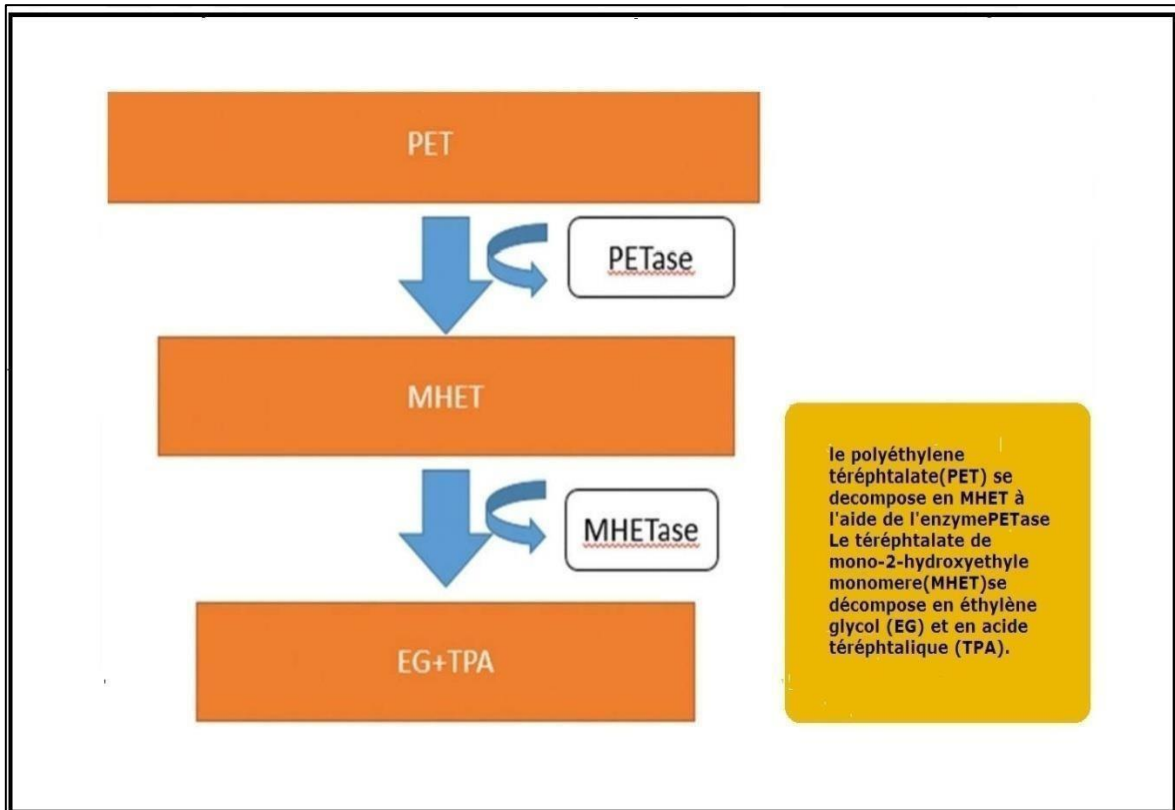 PET
PETase
MHET
MHETase
EG+TPA
le polyéthylene
téréphtalate(PET) se
decompose en MHET à
l'aide de l'enzymePETase
Le téréphtalate de
mono-2-hydroxyethyle
monomere(MHET)se
décompose en éthylène
glycol (EG) et en acide
téréphtalique (TPA).